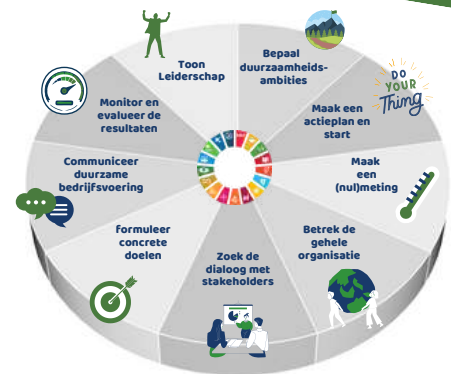 Toon
Leiderschap
Bepaal
duurzaamheids-
ambities
DO
YOUR
Thing
Maak een
actieplan en
start
Maak
een
(nul)meting
Betrek de
gehele
organisatie
Zoek de
dialoog met
stakeholders
formuleer
concrete
doelen
Communiceer
duurzame
bedrijfsvoering
Monitor en
evalueer de
resultaten